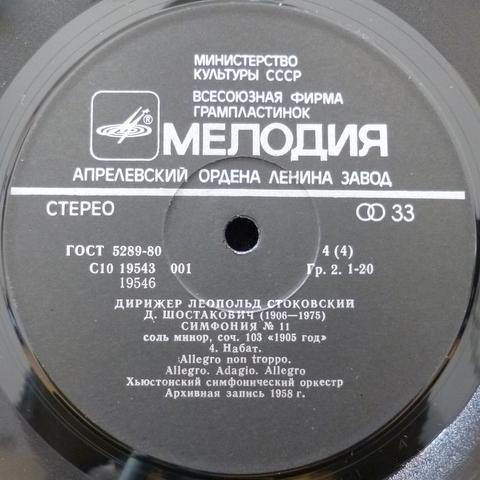 МИНИСТЕРСТВО
КУЛЬТУРЫ СССР
ВСЕСОЮЗНАЯ ФИРМА
ГРАМПЛАСТИНОК
®
МЕЛОДИЯ
АПРЕЛЕВСКИЙ ОРДЕНА ЛЕНИНА ЗАВОД
СТЕРЕО 33
ГОСТ 5289-80 4 (4)
С10 19543 001 Гр. 2. 1-20
19546
ДИРИЖЕР ЛЕОПОЛЬД СТОКОВСКИЙ
Д. ШОСТАКОВИЧ (1906—1975)
СИМФОНИЯ № 11
соль минор, соч. 103 «1905 год»
4. Набат.
Allegro non troppo.
Allegro. Adagio. Allegro
Хьюстонский симфонический оркестр
Архивная запись 1958 г.